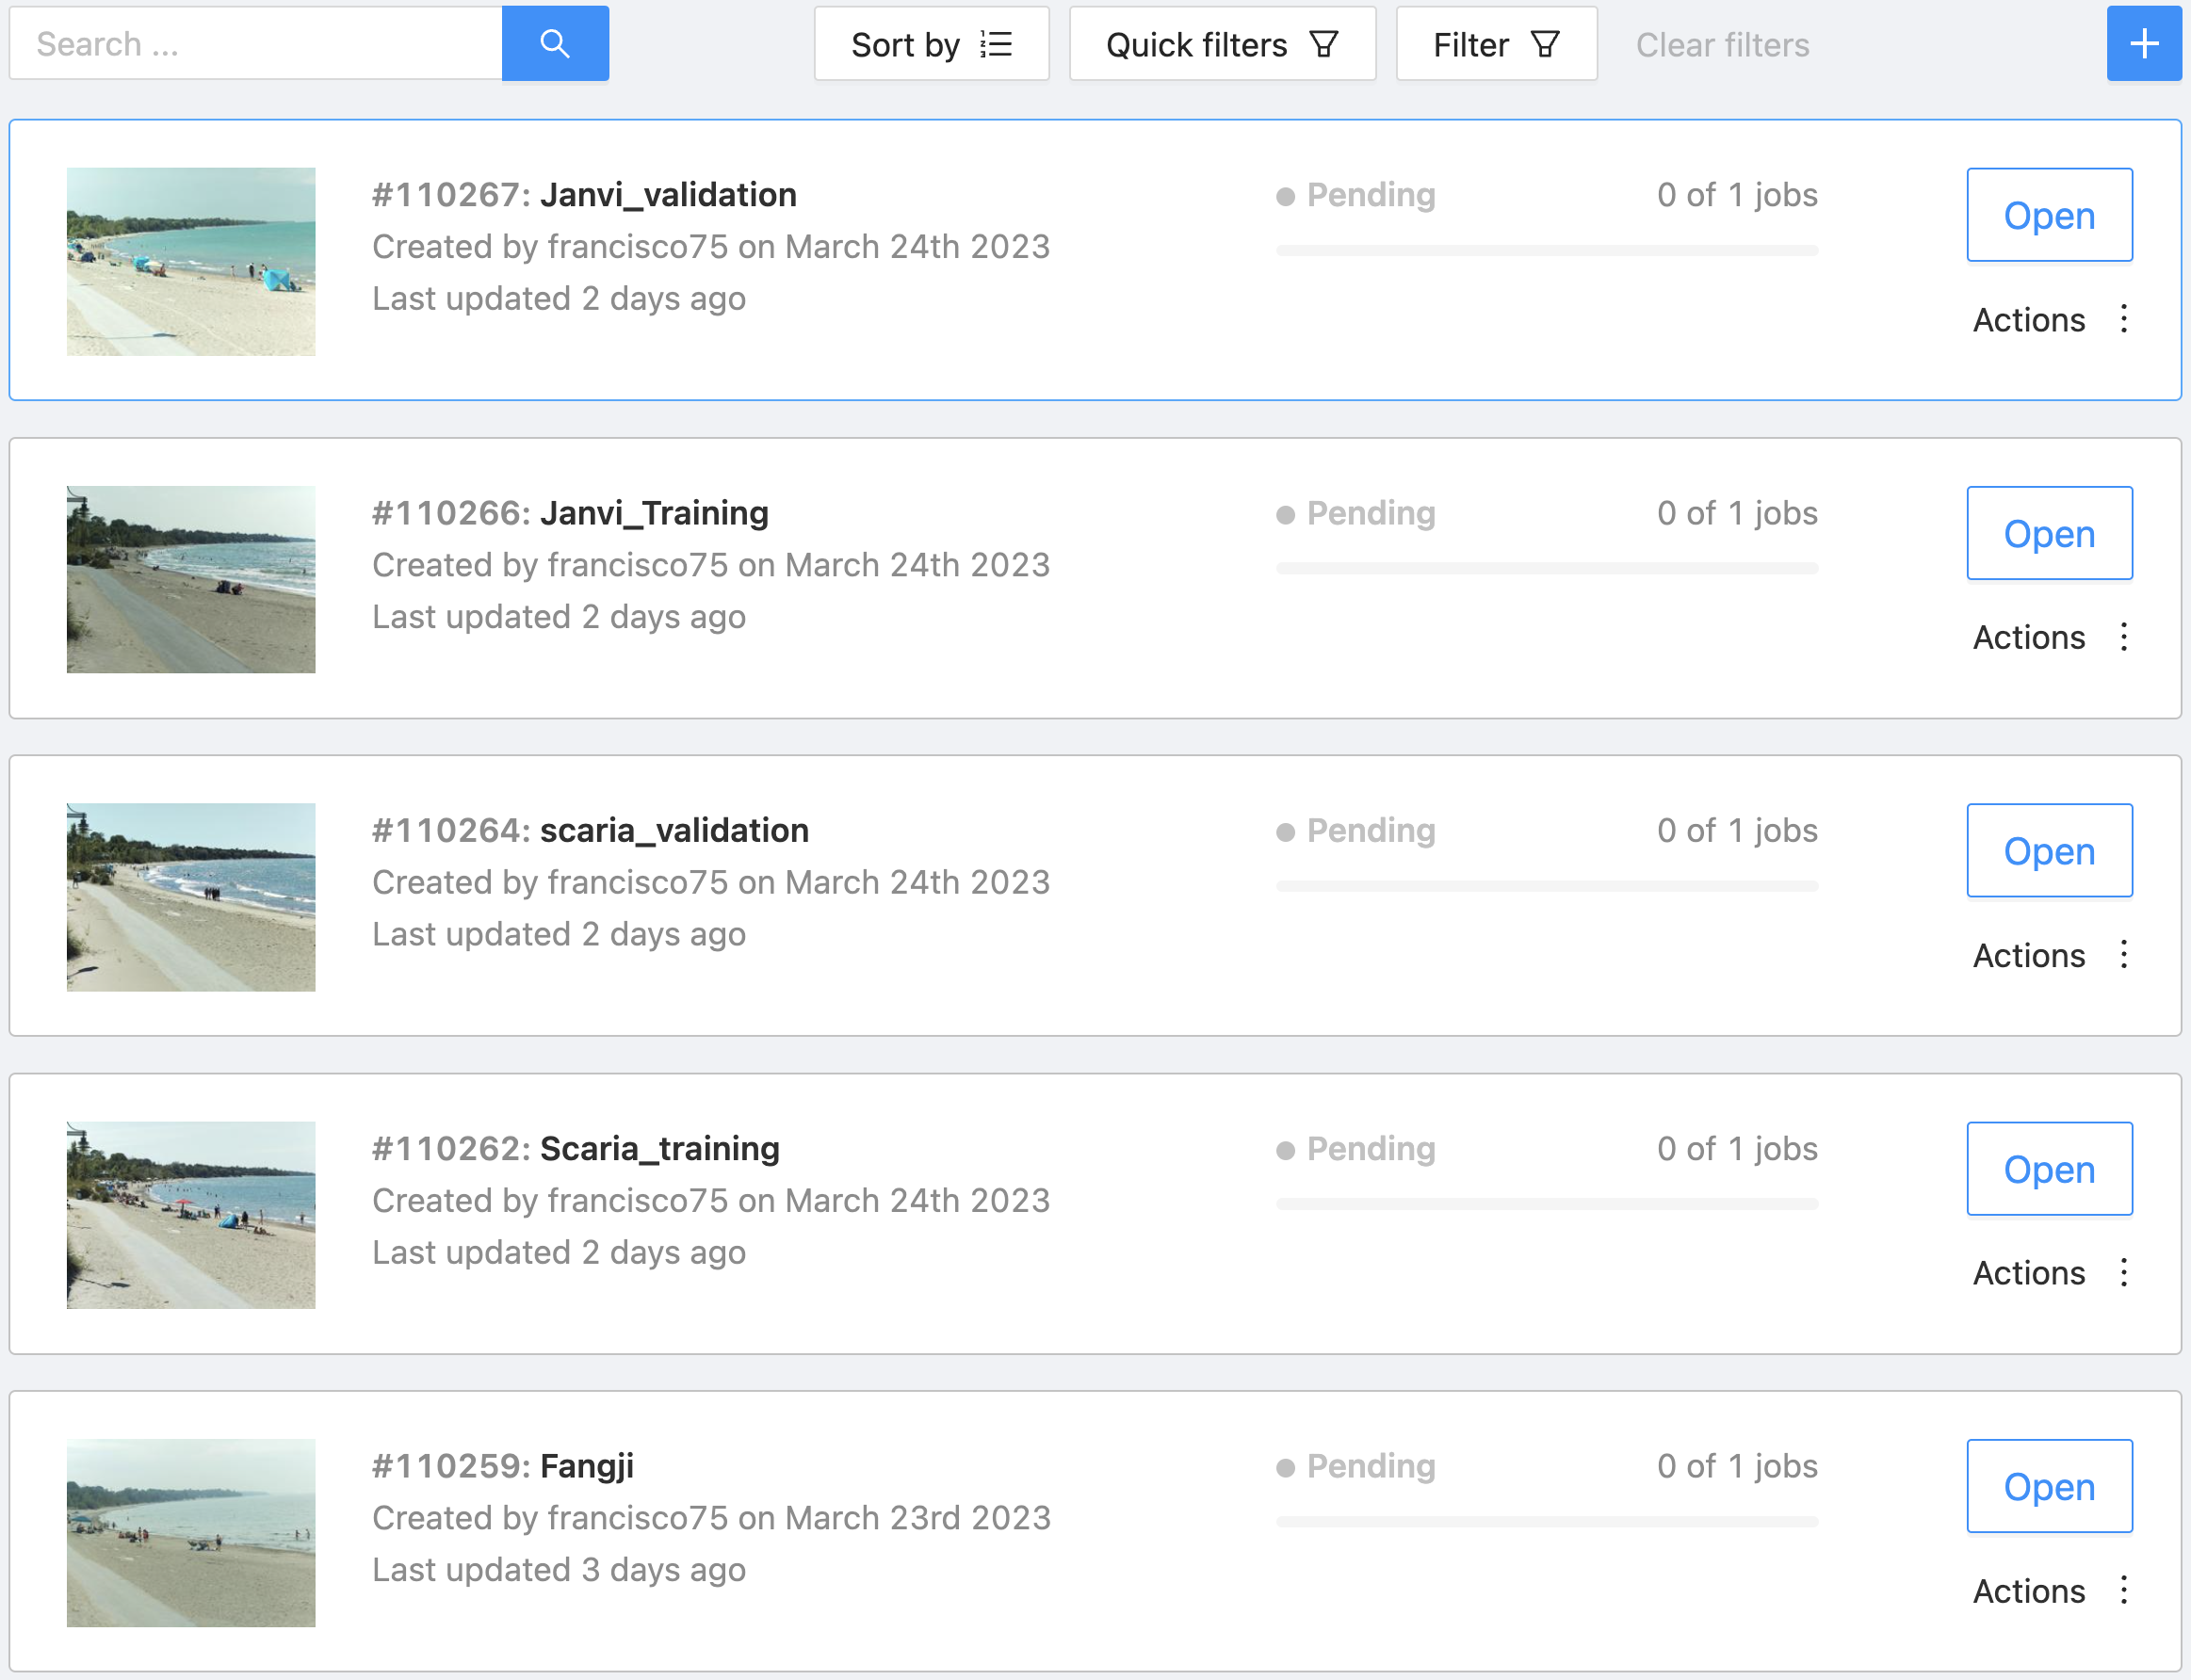 Search ...
Sort by
Quick filters
Filter
Clear filters
#110267: Janvi_validation
Created by francisco75 on March 24th 2023
Last updated 2 days ago
Pending
0 of 1 jobs
Open
Actions
#110266: Janvi_Training
Created by francisco75 on March 24th 2023
Last updated 2 days ago
Pending
0 of 1 jobs
Open
Actions
#110264: scaria_validation
Created by francisco75 on March 24th 2023
Last updated 2 days ago
Pending
0 of 1 jobs
Open
Actions
#110262: Scaria_training
Created by francisco75 on March 24th 2023
Last updated 2 days ago
Pending
0 of 1 jobs
Open
Actions
#110259: Fangji
Created by francisco75 on March 23rd 2023
Last updated 3 days ago
Pending
0 of 1 jobs
Open
Actions